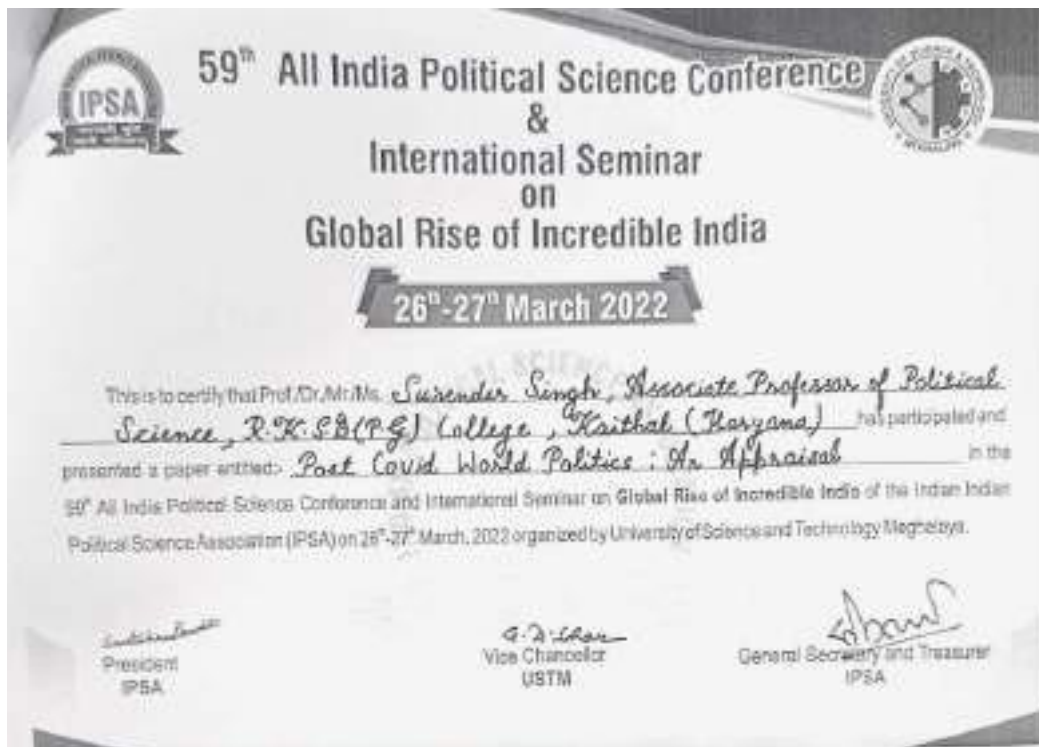 59th All India Political Science Conference
&
International Seminar
on
Global Rise of Incredible India
IPSA
26th-27th March 2022
This is to certify that Prof./Dr./Mr./Ms. Surender Singh, Associate Professor of Political
Science, R.K.S.D(P.G) College, Kaithal (Haryana) has participated and
presented a paper entitled:- Post Covid World Politics : An Appraisal in the
59th All India Political Science Conference and International Seminar on Global Rise of Incredible India of the Indian Indian
Political Science Association (IPSA) on 26th-27th March, 2022 organized by University of Science and Technology Meghalaya.
President
IPSA
Vice Chancellor
USTM
General Secretary and Treasurer
IPSA